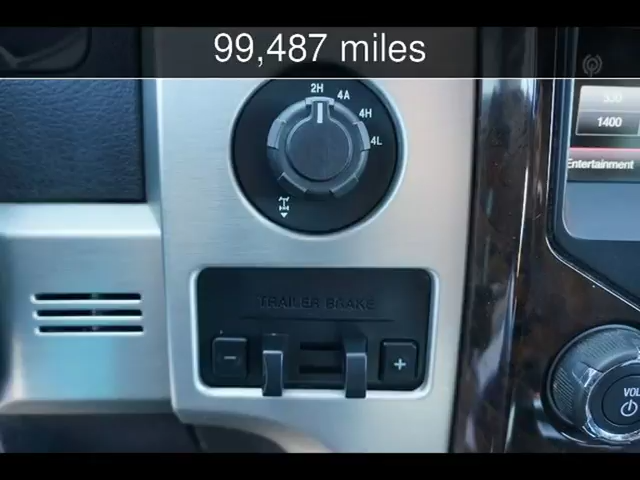 99,487 miles
2H
4A
4H
4L
1400
Entertainment
TRAILER BRAKE
− +
VOL